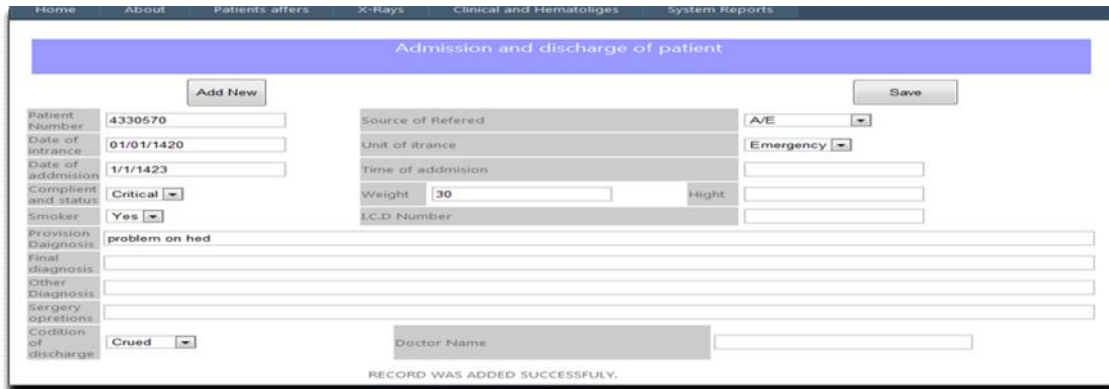 Home About Patients affers X-Rays Clinical and Hematoliges System Reports
Admission and discharge of patient
Add New Save
Patient Number 4330570 Source of Refered A/E
Date of intrance 01/01/1420 Unit of itrance Emergency
Date of addmision 1/1/1423 Time of addmision
Complient and status Critical Weight 30 Hight
Smoker Yes I.C.D Number
Provision Daignosis problem on hed
Final diagnosis
Other Diagnosis
Sergery opretions
Codition of discharge Crued Doctor Name
RECORD WAS ADDED SUCCESSFULY.